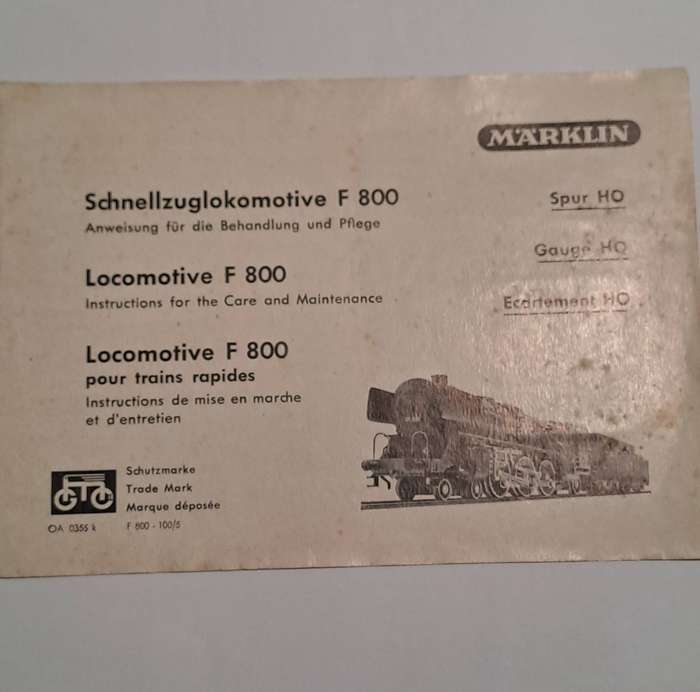 MÄRKLIN
Schnellzuglokomotive F 800
Anweisung für die Behandlung und Pflege
Spur HO
Locomotive F 800
Instructions for the Care and Maintenance
Gauge HO
Ecartement HO
Locomotive F 800
pour trains rapides
Instructions de mise en marche
et d'entretien
Schutzmarke
Trade Mark
Marque déposée
OA 0355 k F 800 - 100/5